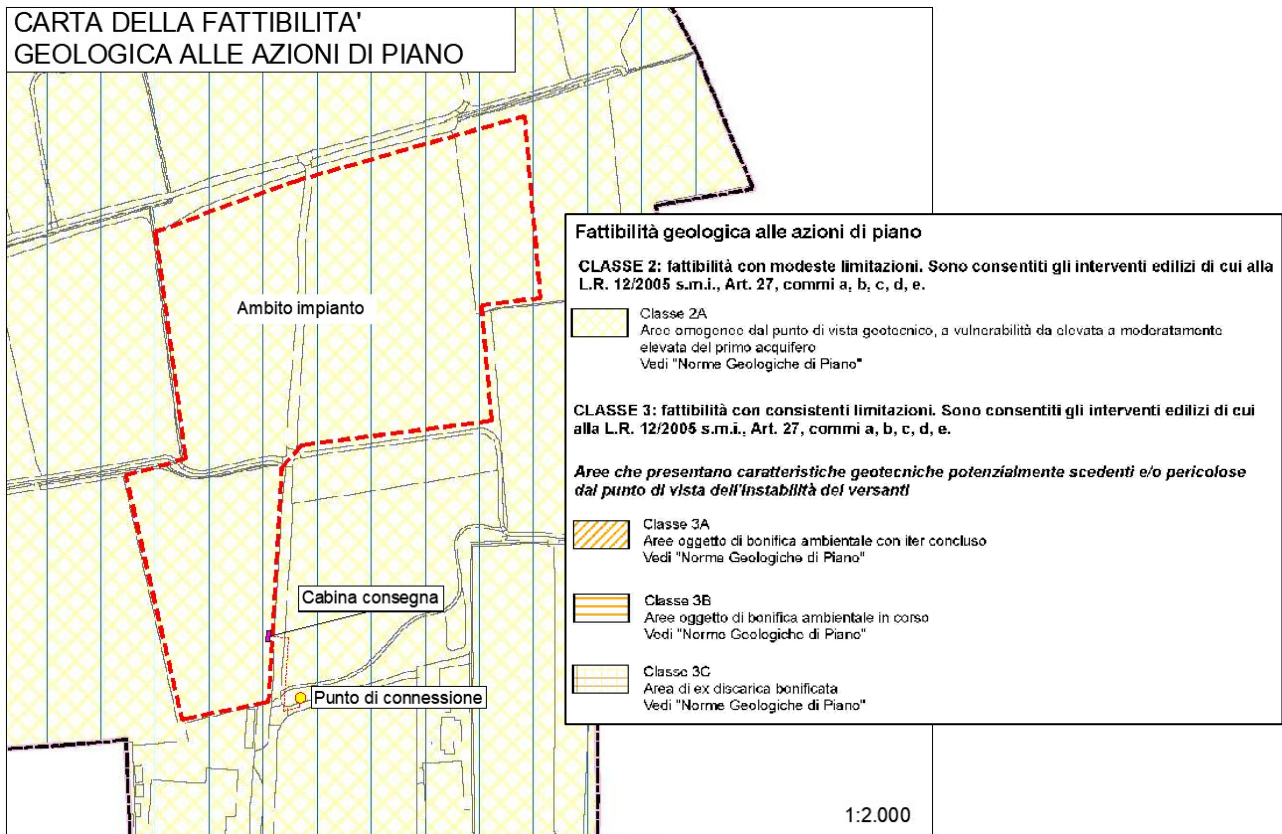 CARTA DELLA FATTIBILITA'
GEOLOGICA ALLE AZIONI DI PIANO
Ambito impianto
Cabina consegna
Punto di connessione
1:2.000
Fattibilità geologica alle azioni di piano
CLASSE 2: fattibilità con modeste limitazioni. Sono consentiti gli interventi edilizi di cui alla
L.R. 12/2005 s.m.i., Art. 27, commi a, b, c, d, e.
Classe 2A
Aree omogenee dal punto di vista geotecnico, a vulnerabilità da elevata a moderatamente
elevata del primo acquifero
Vedi "Norme Geologiche di Piano"
CLASSE 3: fattibilità con consistenti limitazioni. Sono consentiti gli interventi edilizi di cui
alla L.R. 12/2005 s.m.i., Art. 27, commi a, b, c, d, e.
Aree che presentano caratteristiche geotecniche potenzialmente scadenti e/o pericolose
dal punto di vista dell'instabilità dei versanti
Classe 3A
Aree oggetto di bonifica ambientale con iter concluso
Vedi "Norme Geologiche di Piano"
Classe 3B
Aree oggetto di bonifica ambientale in corso
Vedi "Norme Geologiche di Piano"
Classe 3C
Area di ex discarica bonificata
Vedi "Norme Geologiche di Piano"